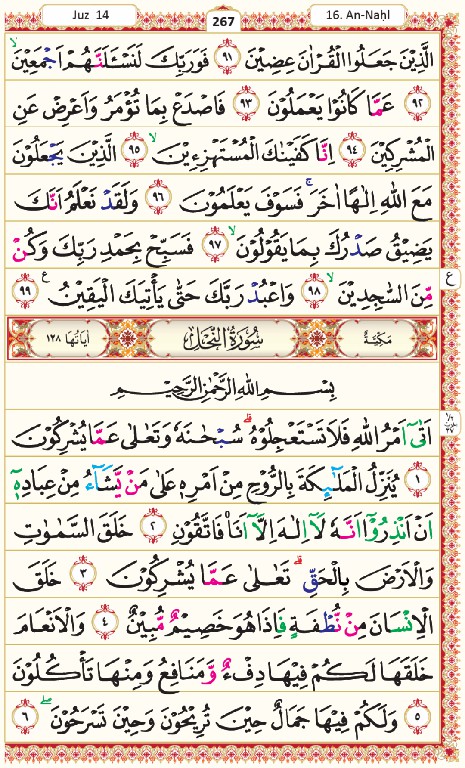 Juz 14
267
16. An-Naḥl
الَّذِيْنَ جَعَلُوا الْقُرْاٰنَ عِضِيْنَ ﴿٩١﴾ فَوَرَبِّكَ لَنَسْـَٔلَنَّهُمْ اَجْمَعِيْنَ ۙ
﴿٩٢﴾ عَمَّا كَانُوْا يَعْمَلُوْنَ ﴿٩٣﴾ فَاصْدَعْ بِمَا تُؤْمَرُ وَاَعْرِضْ عَنِ
الْمُشْرِكِيْنَ ﴿٩٤﴾ اِنَّا كَفَيْنٰكَ الْمُسْتَهْزِءِيْنَ ۙ ﴿٩٥﴾ الَّذِيْنَ يَجْعَلُوْنَ
مَعَ اللّٰهِ اِلٰهًا اٰخَرَ ۚ فَسَوْفَ يَعْلَمُوْنَ ﴿٩٦﴾ وَلَقَدْ نَعْلَمُ اَنَّكَ
يَضِيْقُ صَدْرُكَ بِمَا يَقُوْلُوْنَ ۙ ﴿٩٧﴾ فَسَبِّحْ بِحَمْدِ رَبِّكَ وَكُنْ
مِّنَ السّٰجِدِيْنَ ۙ ﴿٩٨﴾ وَاعْبُدْ رَبَّكَ حَتّٰى يَأْتِيَكَ الْيَقِيْنُ ع ﴿٩٩﴾
ع
مَكِّيَّةٌ سُوْرَةُ النَّحْلِ اٰيَاتُهَا ١٢٨
بِسْمِ اللّٰهِ الرَّحْمٰنِ الرَّحِيْمِ
اَتٰٓى اَمْرُ اللّٰهِ فَلَا تَسْتَعْجِلُوْهُ ۗ سُبْحٰنَهٗ وَتَعٰلٰى عَمَّا يُشْرِكُوْنَ
﴿١﴾ يُنَزِّلُ الْمَلٰۤىِٕكَةَ بِالرُّوْحِ مِنْ اَمْرِهٖ عَلٰى مَنْ يَّشَاۤءُ مِنْ عِبَادِهٖٓ
اَنْ اَنْذِرُوْٓا اَنَّهٗ لَآ اِلٰهَ اِلَّآ اَنَا۠ فَاتَّقُوْنِ ﴿٢﴾ خَلَقَ السَّمٰوٰتِ
وَالْاَرْضَ بِالْحَقِّ ۗ تَعٰلٰى عَمَّا يُشْرِكُوْنَ ﴿٣﴾ خَلَقَ
الْاِنْسَانَ مِنْ نُّطْفَةٍ فَاِذَا هُوَ خَصِيْمٌ مُّبِيْنٌ ﴿٤﴾ وَالْاَنْعَامَ
خَلَقَهَا لَكُمْ فِيْهَا دِفْءٌ وَّمَنَافِعُ وَمِنْهَا تَأْكُلُوْنَ
﴿٥﴾ وَلَكُمْ فِيْهَا جَمَالٌ حِيْنَ تُرِيْحُوْنَ وَحِيْنَ تَسْرَحُوْنَ ۖ ﴿٦﴾